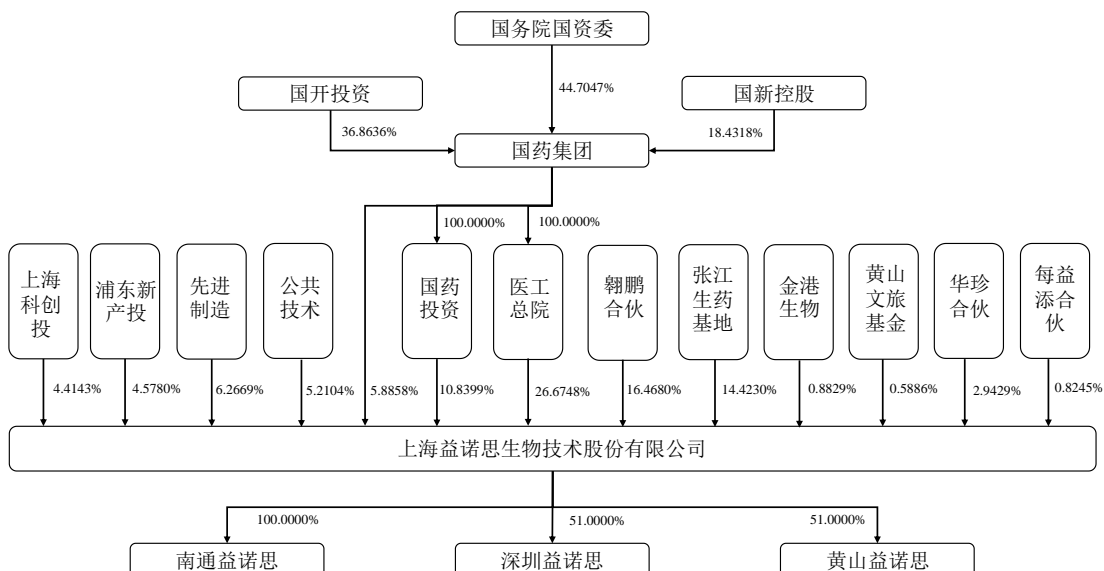 国务院国资委
44.7047%
国开投资
国新控股
36.8636%
18.4318%
国药集团
100.0000%
100.0000%
上海
科创
投
浦东新
产投
先进
制造
公共
技术
国药
投资
医工
总院
翱鹏
合伙
张江
生药
基地
金港
生物
黄山
文旅
基金
华珍
合伙
每益
添合
伙
4.4143%
4.5780%
6.2669%
5.2104%
5.8858%
10.8399%
26.6748%
16.4680%
14.4230%
0.8829%
0.5886%
2.9429%
0.8245%
上海益诺思生物技术股份有限公司
100.0000%
51.0000%
51.0000%
南通益诺思
深圳益诺思
黄山益诺思